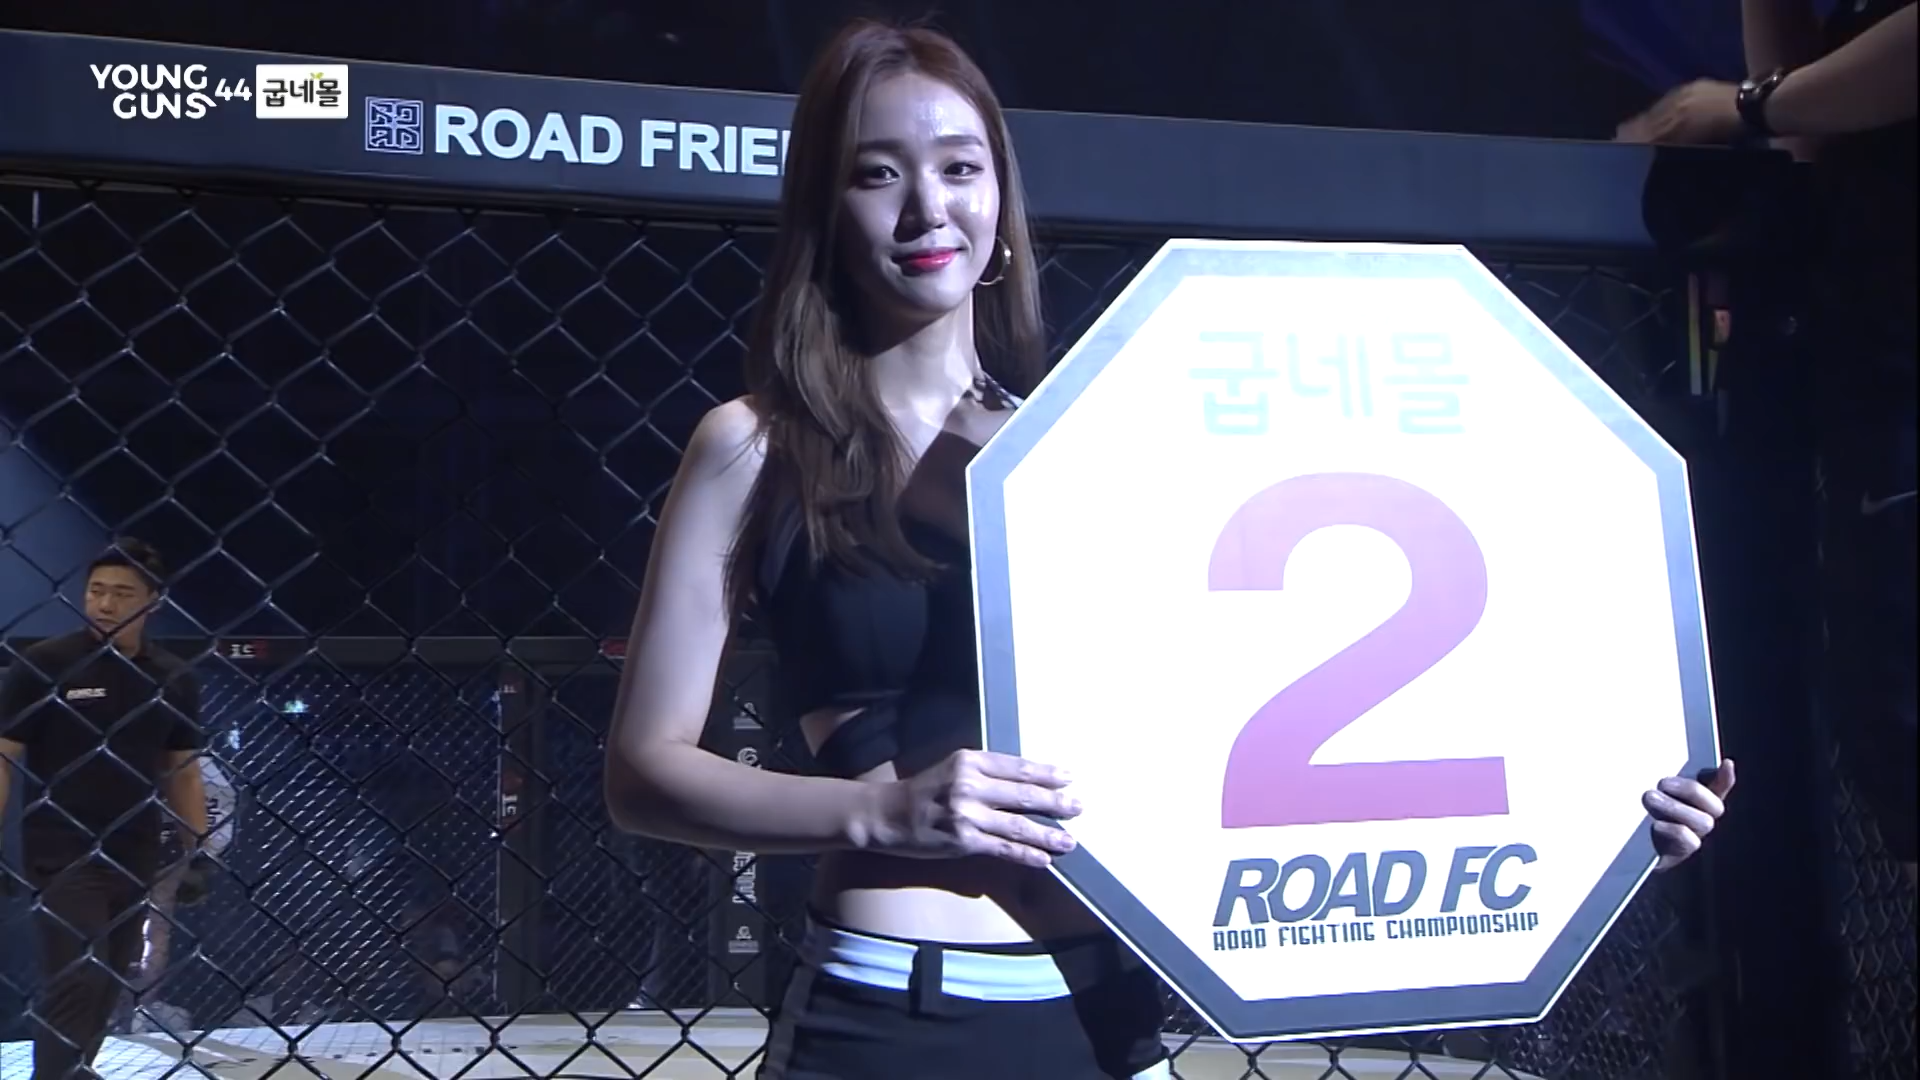 YOUNG
GUNS 44 굽네몰
ROAD FRIE
굽네몰
2
ROAD FC
ROAD FIGHTING CHAMPIONSHIP